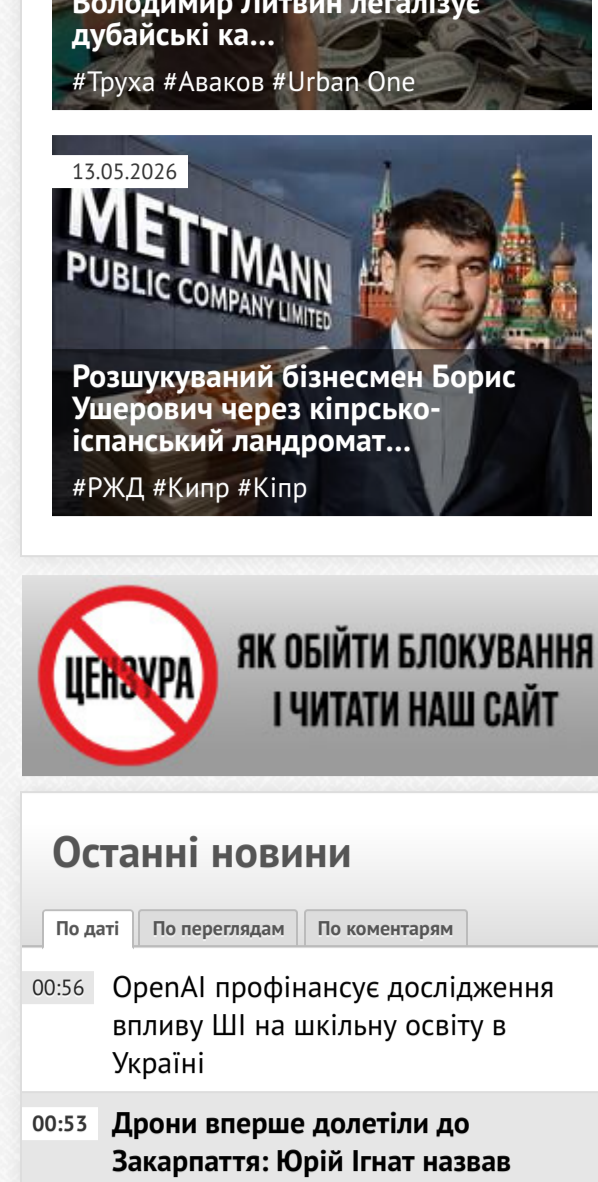 Володимир Литвин легалізує
дубайські ка...
#Труха #Аваков #Urban One
13.05.2026
METTMANN
PUBLIC COMPANY LIMITED
Розшукуваний бізнесмен Борис
Ушерович через кіпрсько-
іспанський ландромат...
#РЖД #Кипр #Кіпр
ЦЕНЗУРА
ЯК ОБІЙТИ БЛОКУВАННЯ
І ЧИТАТИ НАШ САЙТ
Останні новини
По даті По переглядам По коментарям
00:56 OpenAI профінансує дослідження
впливу ШІ на шкільну освіту в
Україні
00:53 Дрони вперше долетіли до
Закарпаття: Юрій Ігнат назвав